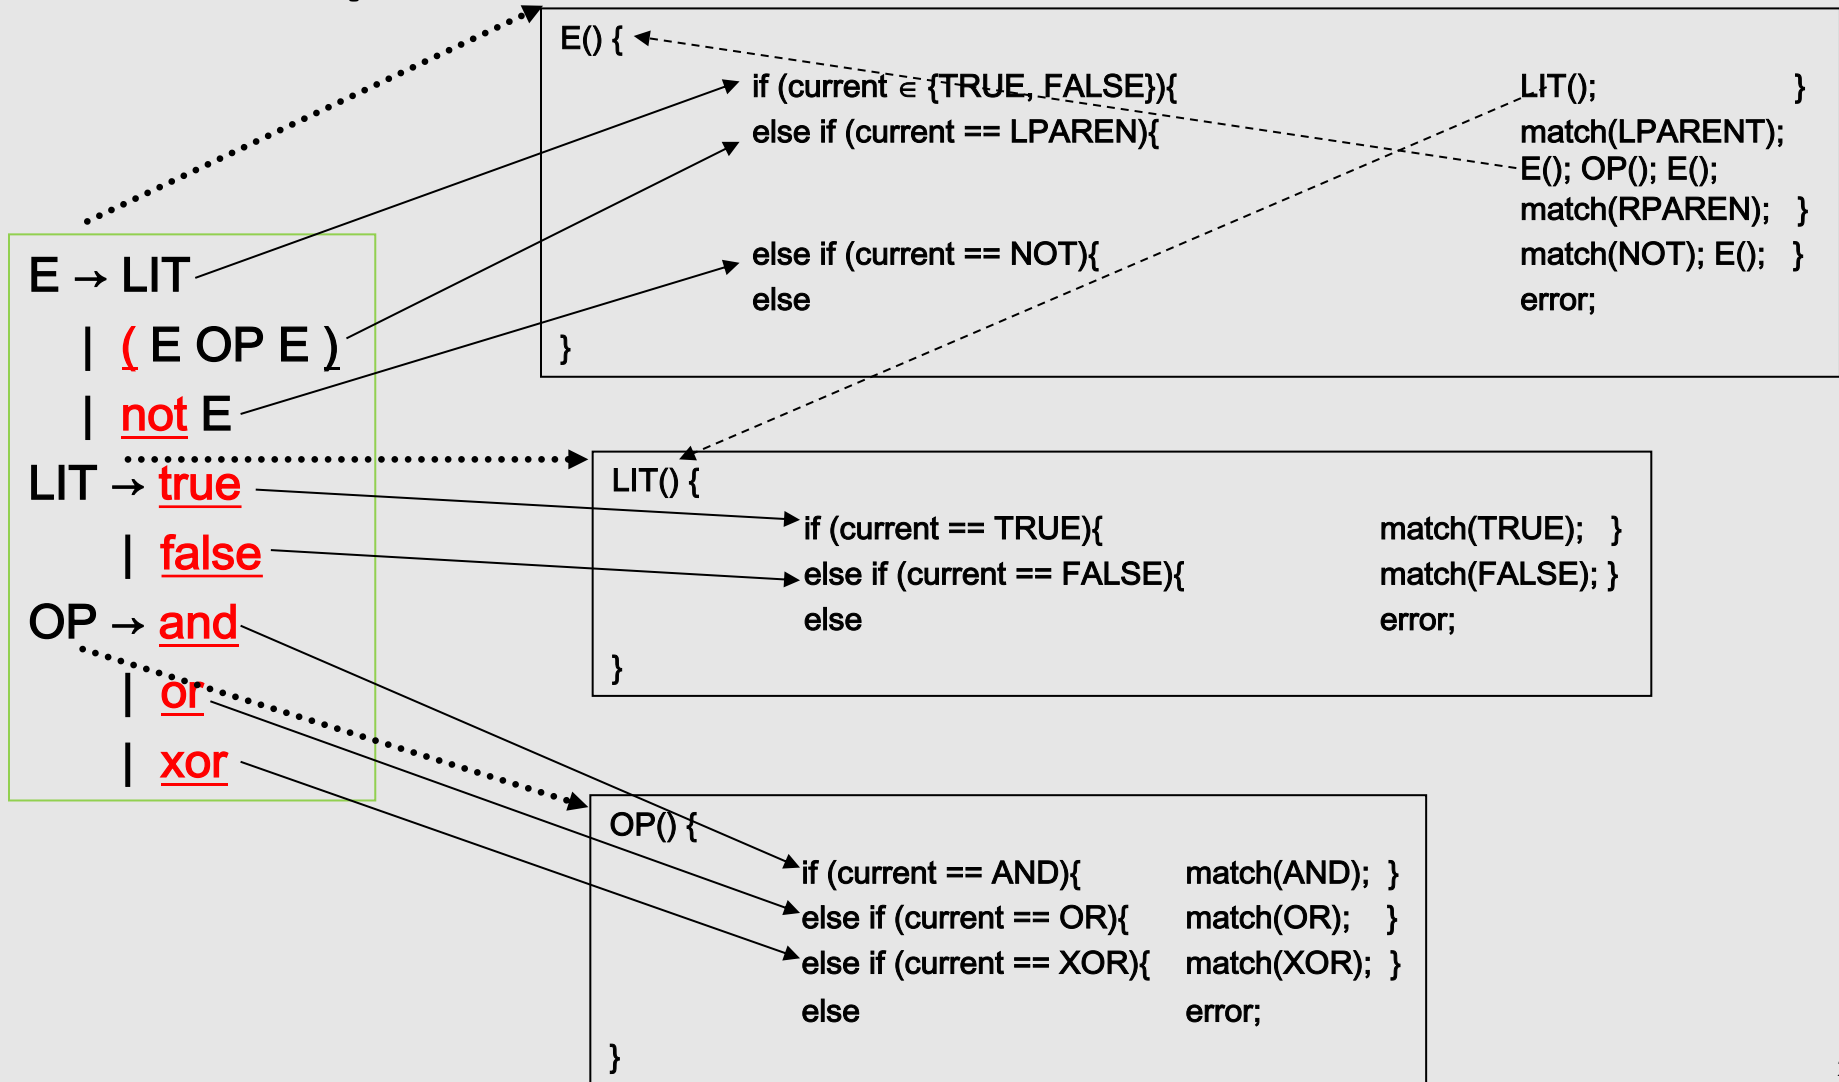 E → LIT
| ( E OP E )
| not E
LIT → true
| false
OP → and
| or
| xor
E() {
if (current ∈ {TRUE, FALSE}){ LIT(); }
else if (current == LPAREN){ match(LPARENT);
E(); OP(); E();
match(RPAREN); }
else if (current == NOT){ match(NOT); E(); }
else error;
}
LIT() {
if (current == TRUE){ match(TRUE); }
else if (current == FALSE){ match(FALSE); }
else error;
}
OP() {
if (current == AND){ match(AND); }
else if (current == OR){ match(OR); }
else if (current == XOR){ match(XOR); }
else error;
}